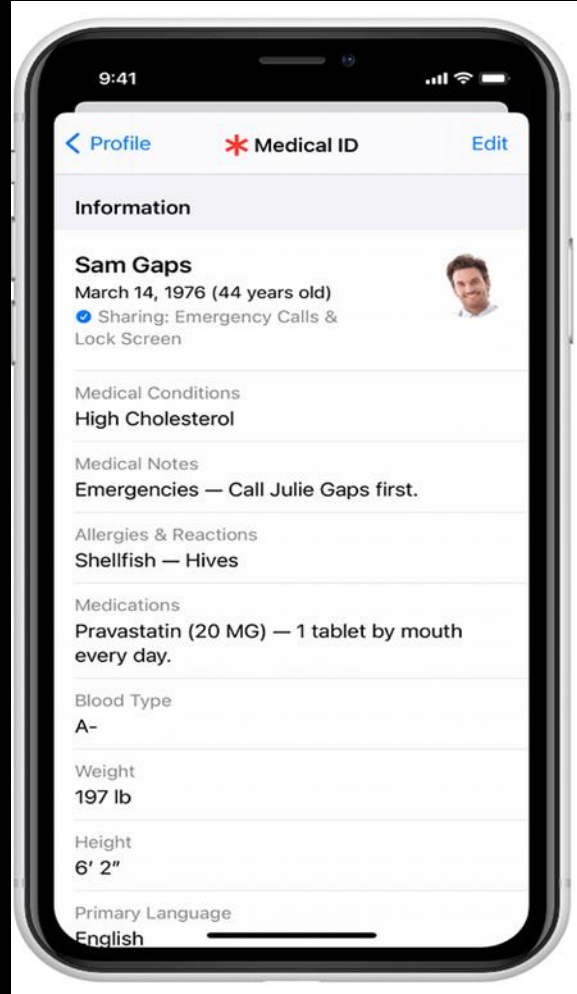 9:41
Profile
Medical ID
Edit
Information
Sam Gaps
March 14, 1976 (44 years old)
Sharing: Emergency Calls &
Lock Screen
Medical Conditions
High Cholesterol
Medical Notes
Emergencies — Call Julie Gaps first.
Allergies & Reactions
Shellfish — Hives
Medications
Pravastatin (20 MG) — 1 tablet by mouth
every day.
Blood Type
A-
Weight
197 lb
Height
6′ 2″
Primary Language
English